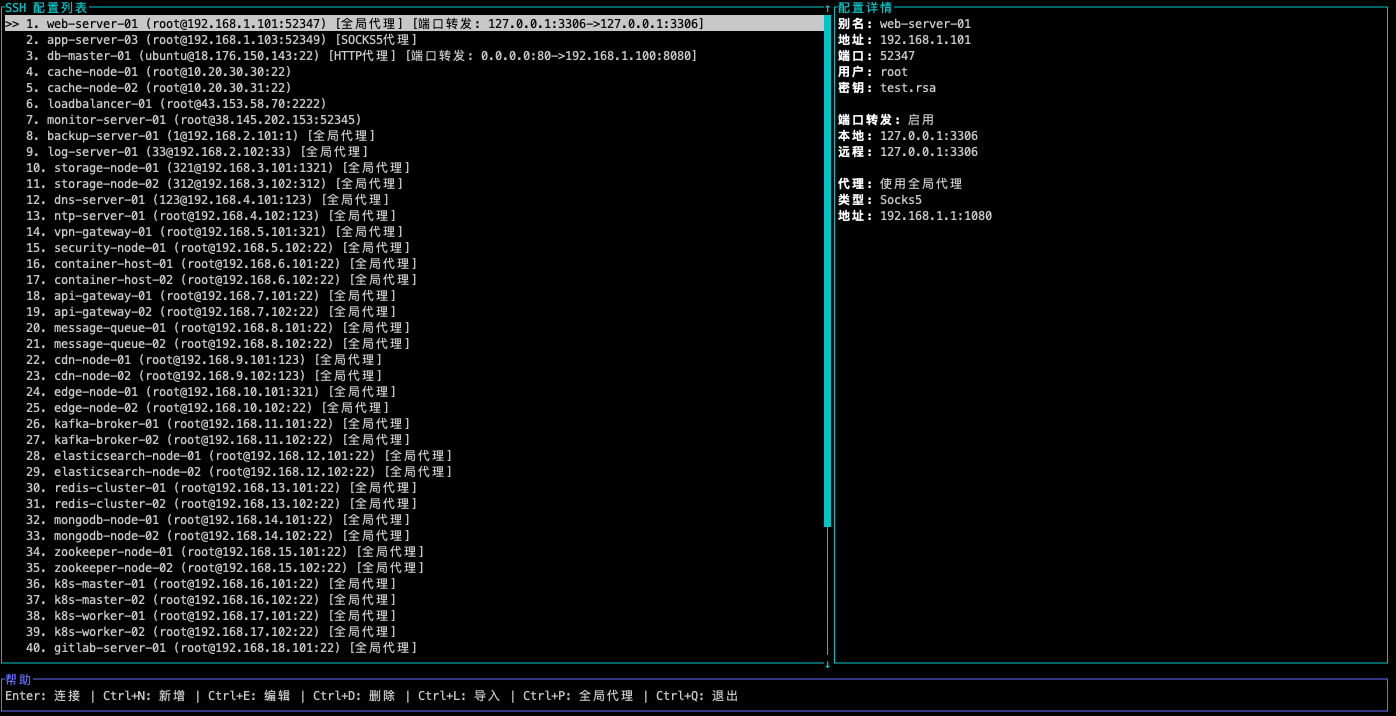 SSH 配置列表
>> 1. web-server-01 (root@192.168.1.101:52347) [全局代理] [端口转发: 127.0.0.1:3306->127.0.0.1:3306]
2. app-server-03 (root@192.168.1.103:52349) [SOCKS5代理]
3. db-master-01 (ubuntu@18.176.150.143:22) [HTTP代理] [端口转发: 0.0.0.0:80->192.168.1.100:8080]
4. cache-node-01 (root@10.20.30.30:22)
5. cache-node-02 (root@10.20.30.31:22)
6. loadbalancer-01 (root@43.153.58.70:2222)
7. monitor-server-01 (root@38.145.202.153:52345)
8. backup-server-01 (1@192.168.2.101:1) [全局代理]
9. log-server-01 (33@192.168.2.102:33) [全局代理]
10. storage-node-01 (321@192.168.3.101:1321) [全局代理]
11. storage-node-02 (312@192.168.3.102:312) [全局代理]
12. dns-server-01 (123@192.168.4.101:123) [全局代理]
13. ntp-server-01 (root@192.168.4.102:123) [全局代理]
14. vpn-gateway-01 (root@192.168.5.101:321) [全局代理]
15. security-node-01 (root@192.168.5.102:22) [全局代理]
16. container-host-01 (root@192.168.6.101:22) [全局代理]
17. container-host-02 (root@192.168.6.102:22) [全局代理]
18. api-gateway-01 (root@192.168.7.101:22) [全局代理]
19. api-gateway-02 (root@192.168.7.102:22) [全局代理]
20. message-queue-01 (root@192.168.8.101:22) [全局代理]
21. message-queue-02 (root@192.168.8.102:22) [全局代理]
22. cdn-node-01 (root@192.168.9.101:123) [全局代理]
23. cdn-node-02 (root@192.168.9.102:123) [全局代理]
24. edge-node-01 (root@192.168.10.101:321) [全局代理]
25. edge-node-02 (root@192.168.10.102:22) [全局代理]
26. kafka-broker-01 (root@192.168.11.101:22) [全局代理]
27. kafka-broker-02 (root@192.168.11.102:22) [全局代理]
28. elasticsearch-node-01 (root@192.168.12.101:22) [全局代理]
29. elasticsearch-node-02 (root@192.168.12.102:22) [全局代理]
30. redis-cluster-01 (root@192.168.13.101:22) [全局代理]
31. redis-cluster-02 (root@192.168.13.102:22) [全局代理]
32. mongodb-node-01 (root@192.168.14.101:22) [全局代理]
33. mongodb-node-02 (root@192.168.14.102:22) [全局代理]
34. zookeeper-node-01 (root@192.168.15.101:22) [全局代理]
35. zookeeper-node-02 (root@192.168.15.102:22) [全局代理]
36. k8s-master-01 (root@192.168.16.101:22) [全局代理]
37. k8s-master-02 (root@192.168.16.102:22) [全局代理]
38. k8s-worker-01 (root@192.168.17.101:22) [全局代理]
39. k8s-worker-02 (root@192.168.17.102:22) [全局代理]
40. gitlab-server-01 (root@192.168.18.101:22) [全局代理]
配置详情
别名: web-server-01
地址: 192.168.1.101
端口: 52347
用户: root
密钥: test.rsa
端口转发: 启用
本地: 127.0.0.1:3306
远程: 127.0.0.1:3306
代理: 使用全局代理
类型: Socks5
地址: 192.168.1.1:1080
帮助
Enter: 连接 | Ctrl+N: 新增 | Ctrl+E: 编辑 | Ctrl+D: 删除 | Ctrl+L: 导入 | Ctrl+P: 全局代理 | Ctrl+Q: 退出